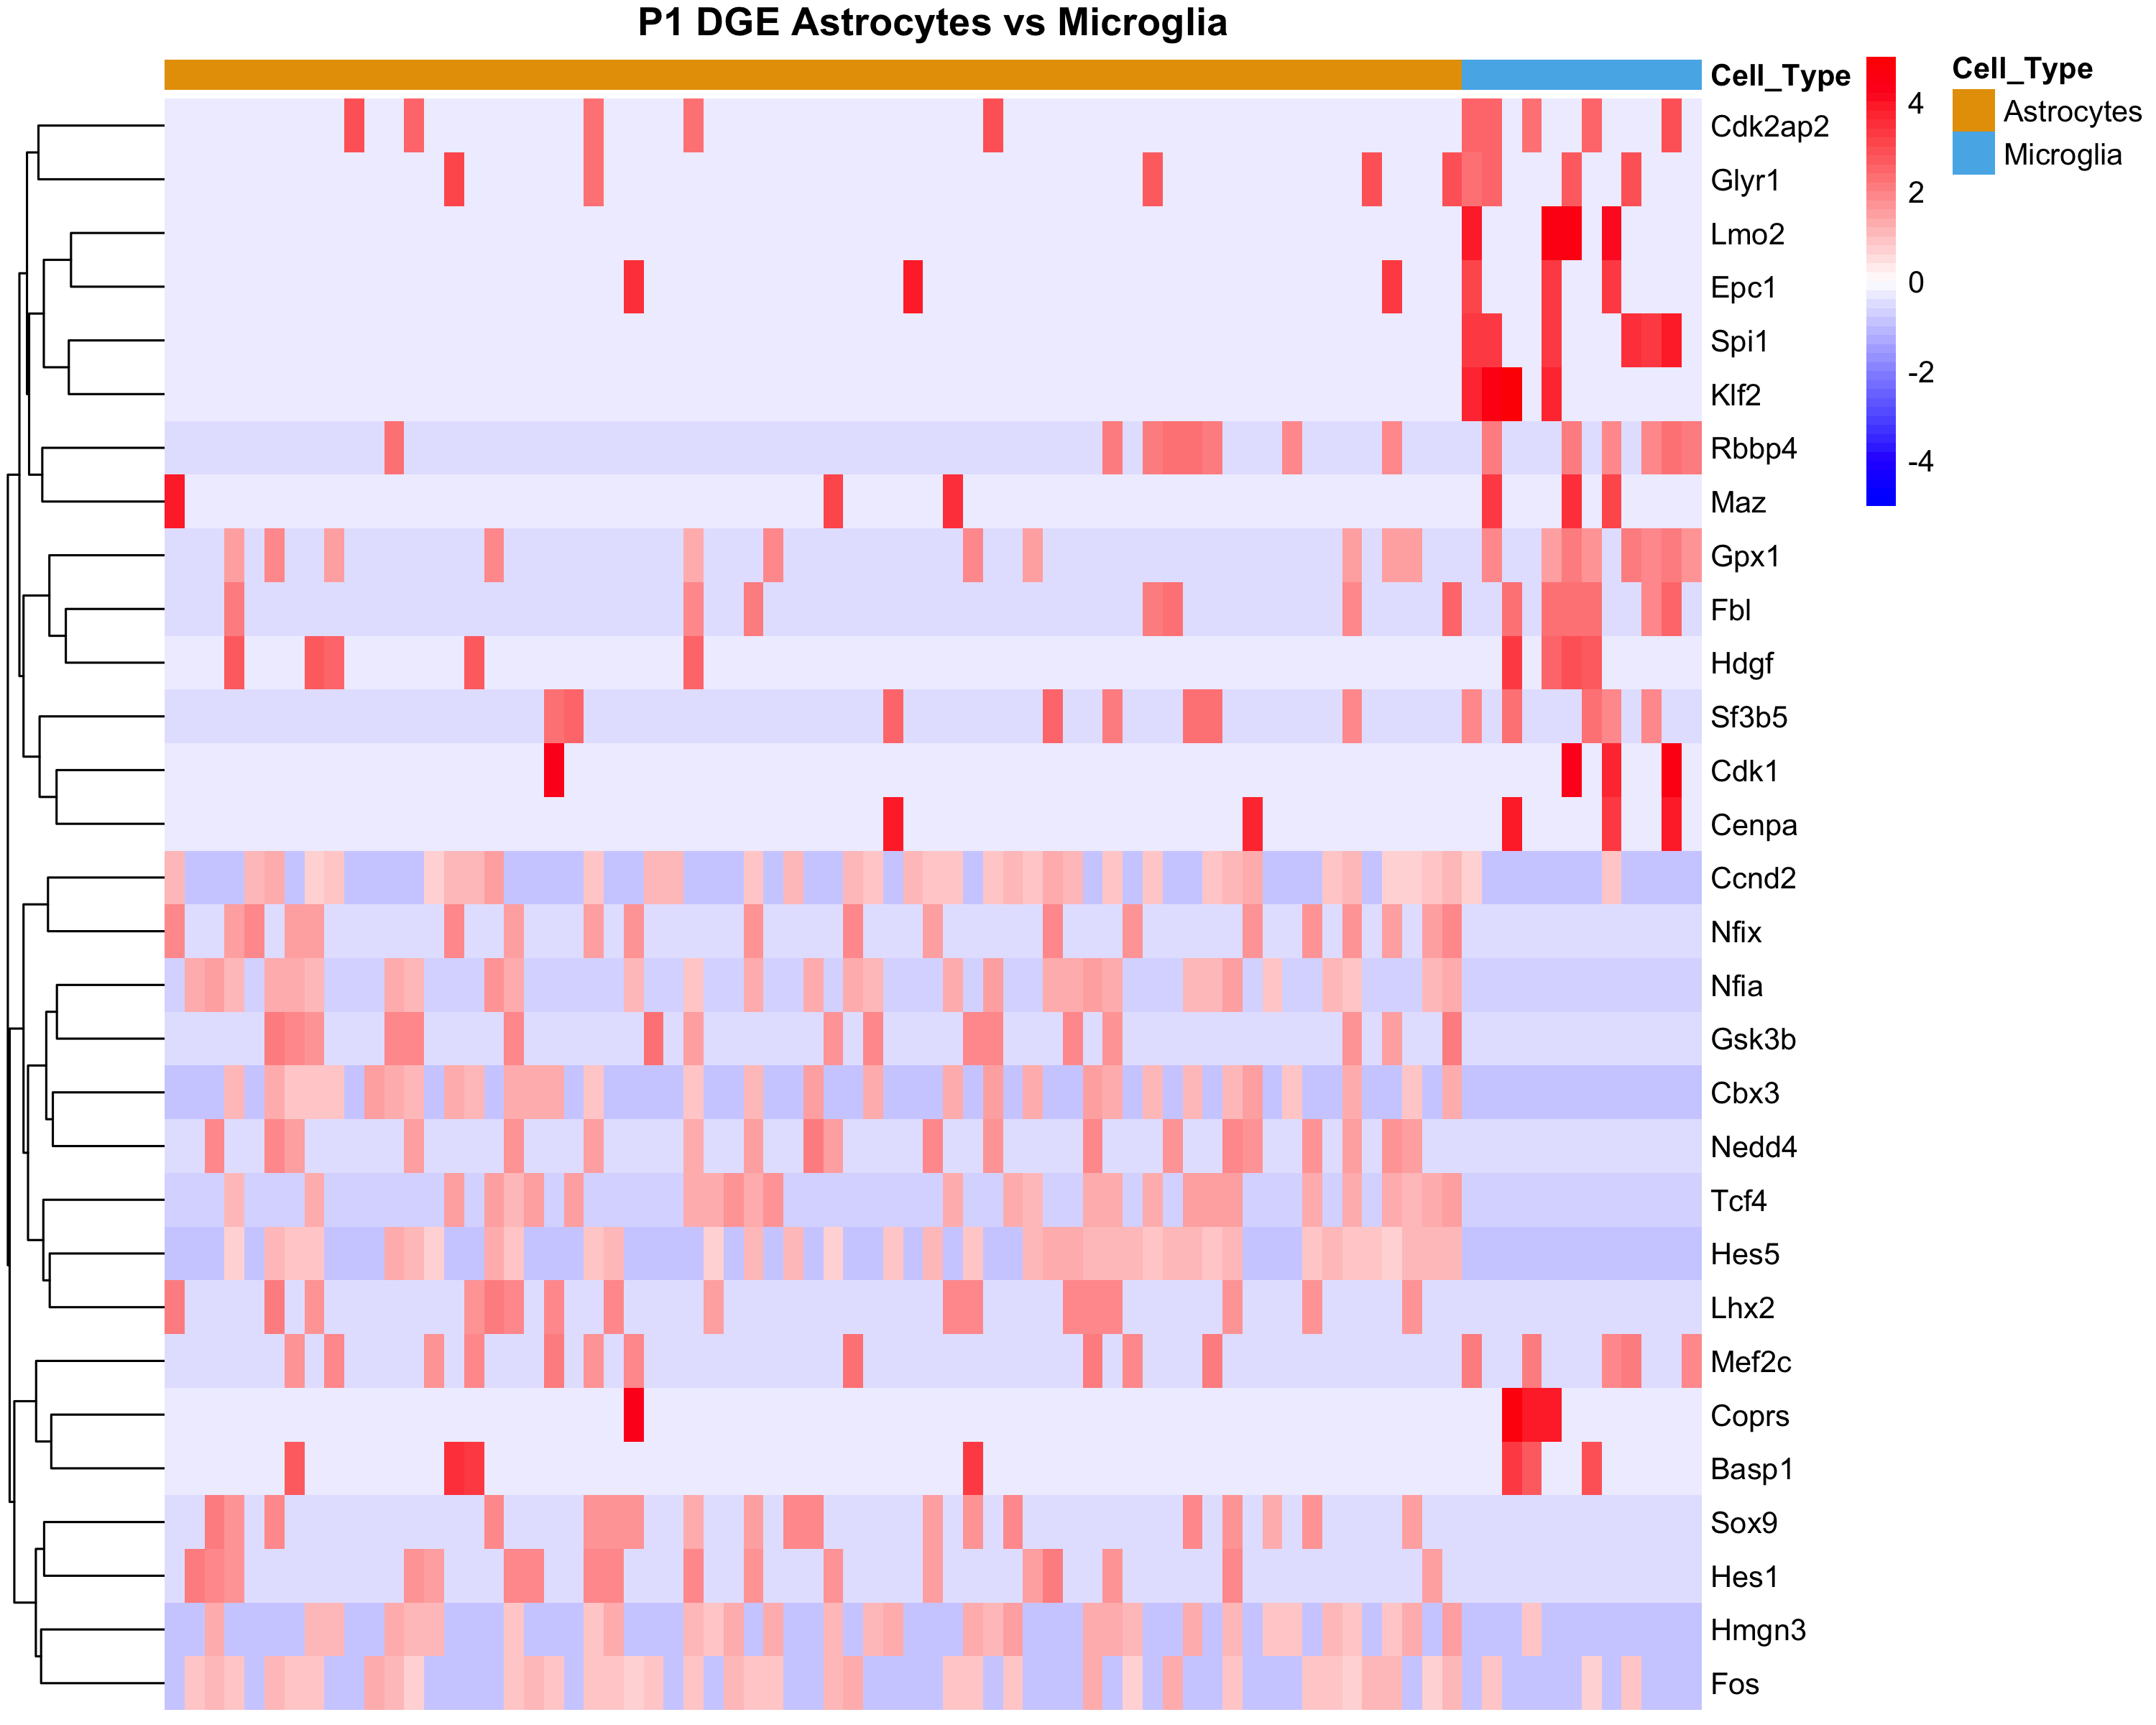 P1 DGE Astrocytes vs Microglia
Cell_Type
Cdk2ap2
Glyr1
Lmo2
Epc1
Spi1
Klf2
Rbbp4
Maz
Gpx1
Fbl
Hdgf
Sf3b5
Cdk1
Cenpa
Ccnd2
Nfix
Nfia
Gsk3b
Cbx3
Nedd4
Tcf4
Hes5
Lhx2
Mef2c
Coprs
Basp1
Sox9
Hes1
Hmgn3
Fos
4
2
0
-2
-4
Cell_Type
Astrocytes
Microglia